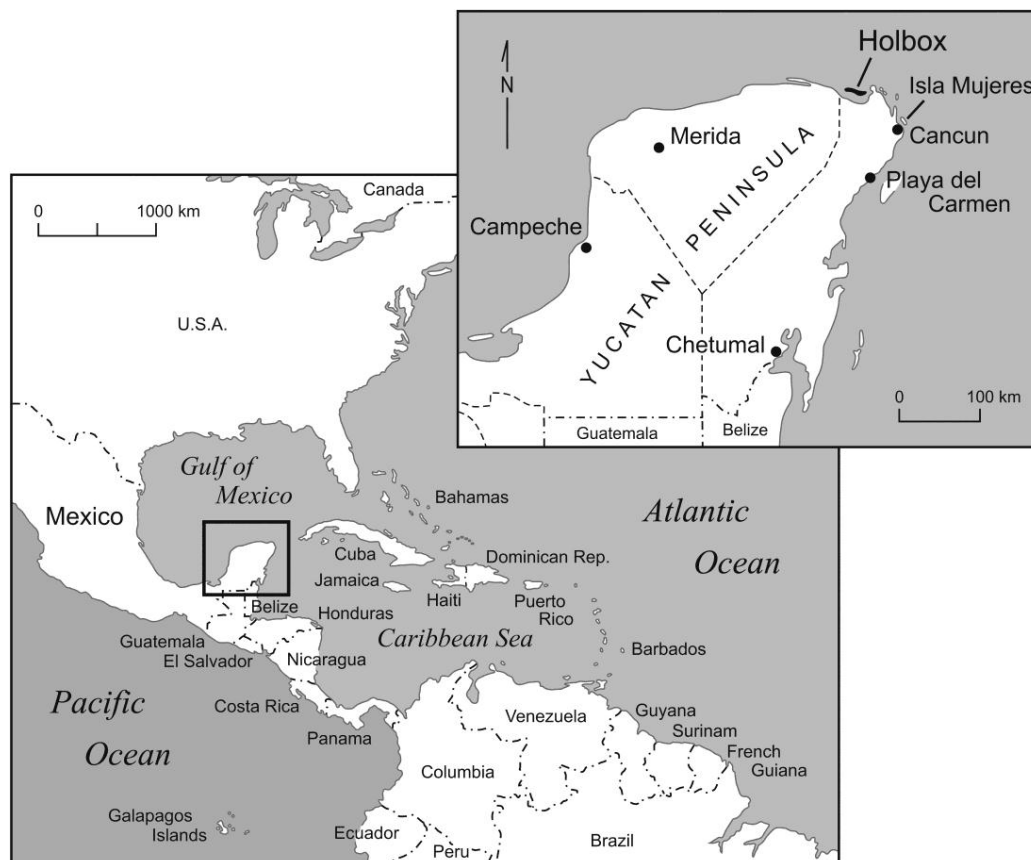 Holbox
N
Isla Mujeres
Merida
Cancun
YUCATAN PENINSULA
Playa del
Carmen
Campeche
Chetumal
0 100 km
Guatemala
Belize
Canada
0 1000 km
U.S.A.
Gulf of
Mexico
Mexico
Bahamas
Atlantic
Ocean
Cuba
Dominican Rep.
Jamaica
Haiti
Puerto
Rico
Belize
Honduras
Caribbean Sea
Guatemala
El Salvador
Nicaragua
Barbados
Pacific
Ocean
Costa Rica
Panama
Venezuela
Guyana
Surinam
French
Guiana
Columbia
Galapagos
Islands
Ecuador
Peru
Brazil